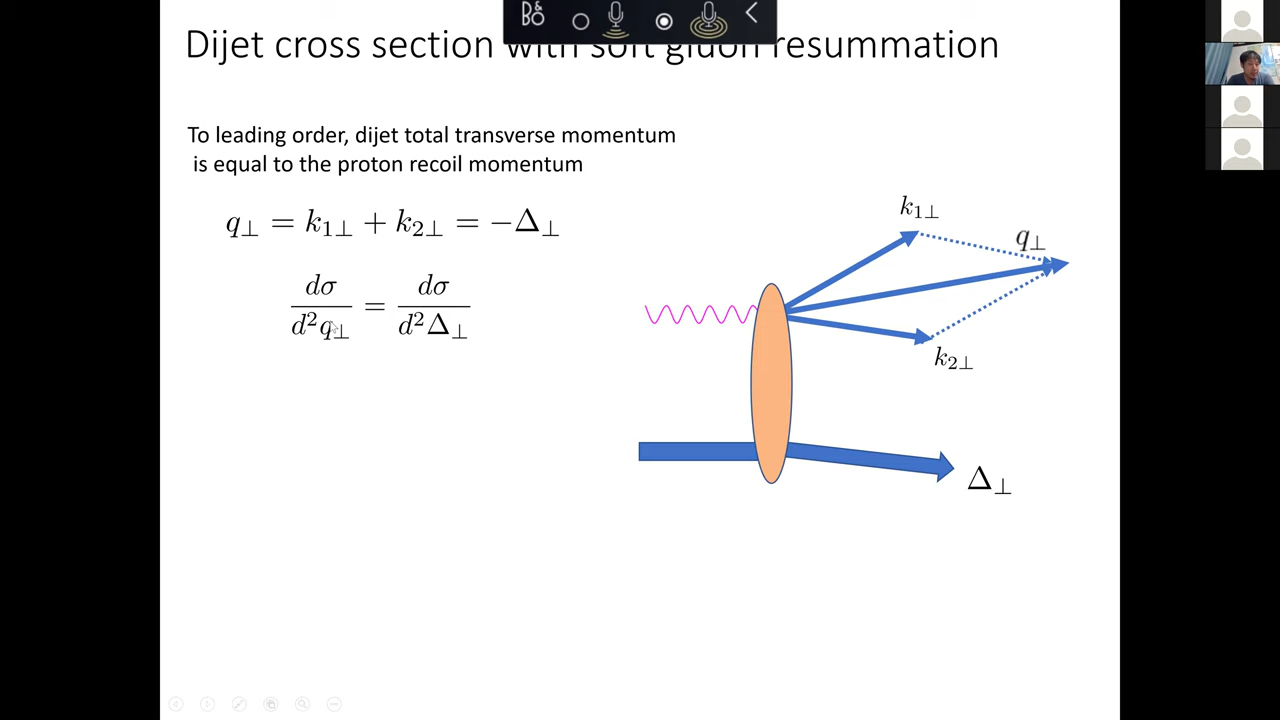 B&O
Dijet cross section with soft gluon resummation
To leading order, dijet total transverse momentum
is equal to the proton recoil momentum
q⊥ = k1⊥ + k2⊥ = −Δ⊥
dσ/d²q⊥ = dσ/d²Δ⊥
k1⊥
q⊥
k2⊥
Δ⊥